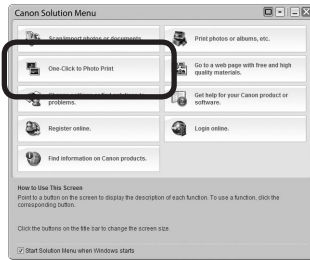 Canon Solution Menu
Scan/import photos or documents.
Print photos or albums, etc.
One-Click to Photo Print
Go to a web page with free and high
quality materials.
problems.
Get help for your Canon product or
software.
Register online.
Login online.
Find information on Canon products.
How to Use This Screen
Point to a button on the screen to display the description of each function. To use a function, click the
corresponding button.
Click the buttons on the title bar to change the screen size.
Start Solution Menu when Windows starts